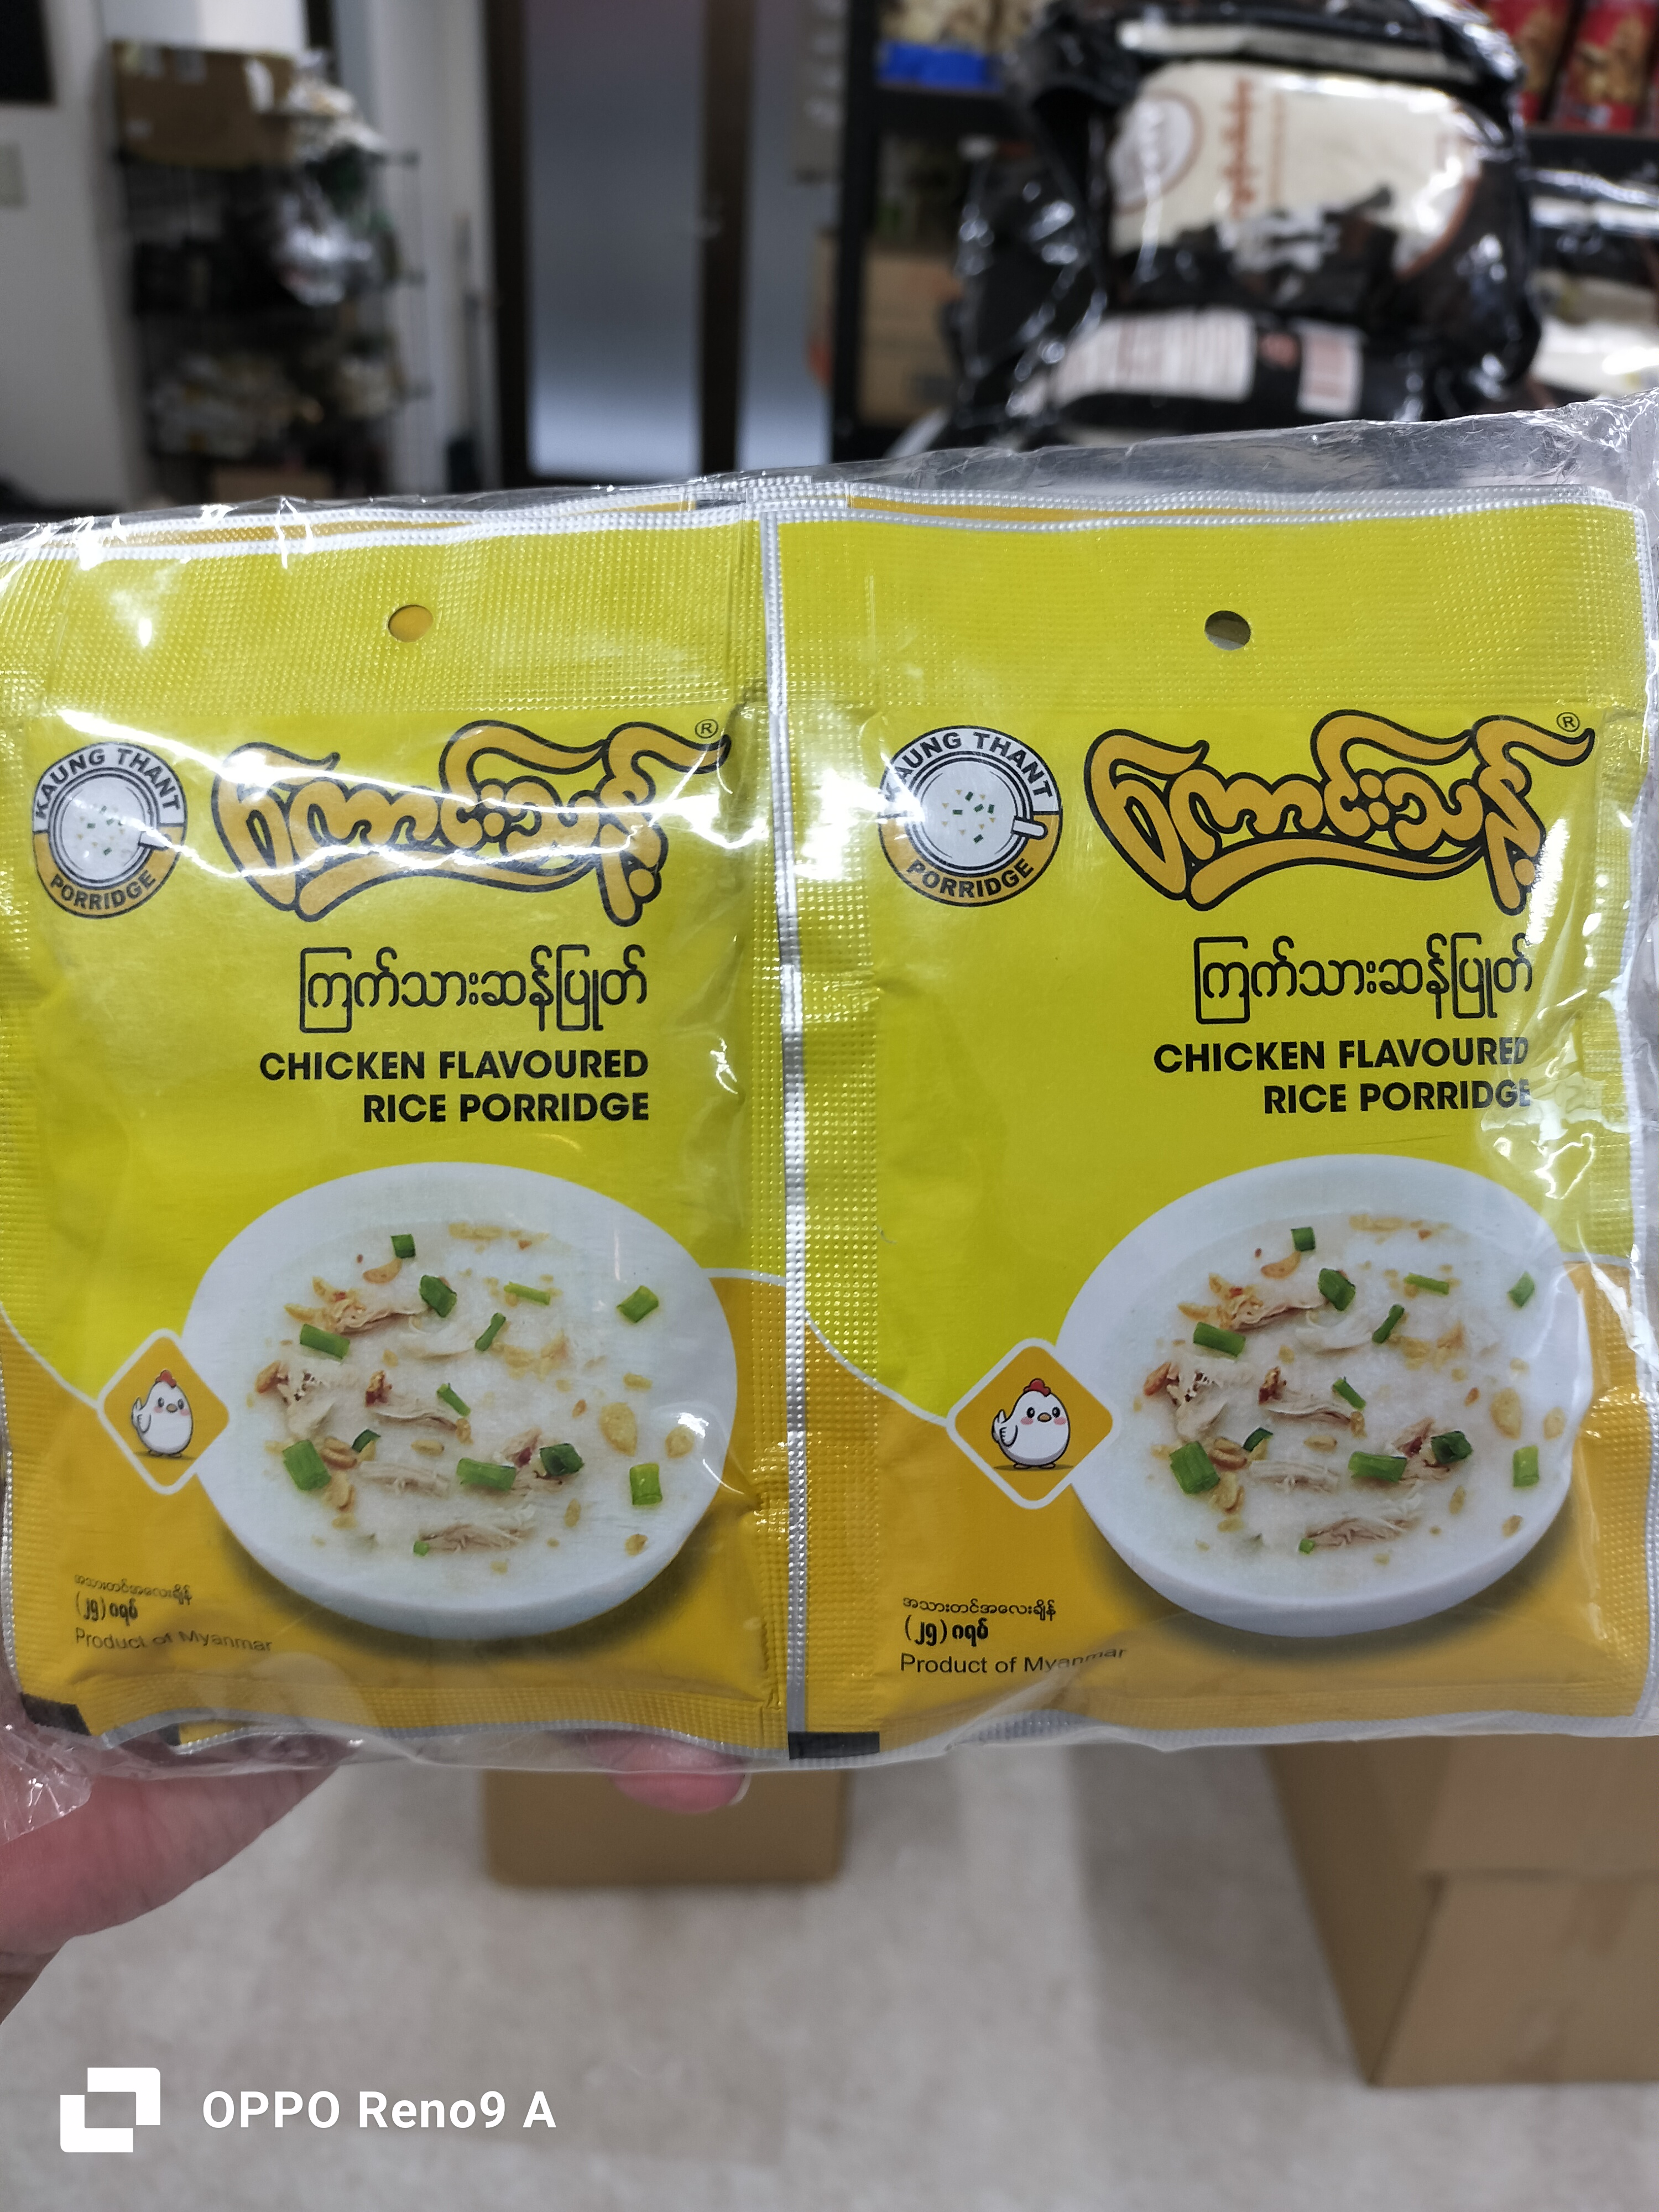 KAUNG THANT
PORRIDGE
ကောင်းသန့်®
ကြက်သားဆန်ပြုတ်
CHICKEN FLAVOURED
RICE PORRIDGE
အသားတင်အလေးချိန်
(၂၅) ဂရမ်
Product of Myanmar
KAUNG THANT
PORRIDGE
ကောင်းသန့်®
ကြက်သားဆန်ပြုတ်
CHICKEN FLAVOURED
RICE PORRIDGE
အသားတင်အလေးချိန်
(၂၅) ဂရမ်
Product of Myanmar
OPPO Reno9 A